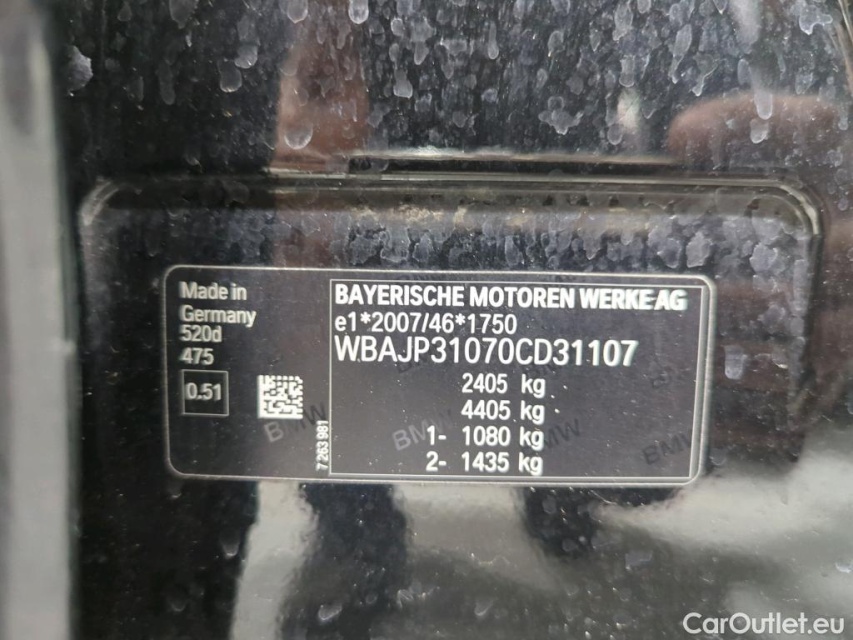 Made in
Germany
520d
475
0.51
7 263 981
BAYERISCHE MOTOREN WERKE AG
e1*2007/46*1750
WBAJP31070CD31107
2405 kg
4405 kg
1- 1080 kg
2- 1435 kg
BMW
BMW
BMW
BMW
CarOutlet.eu